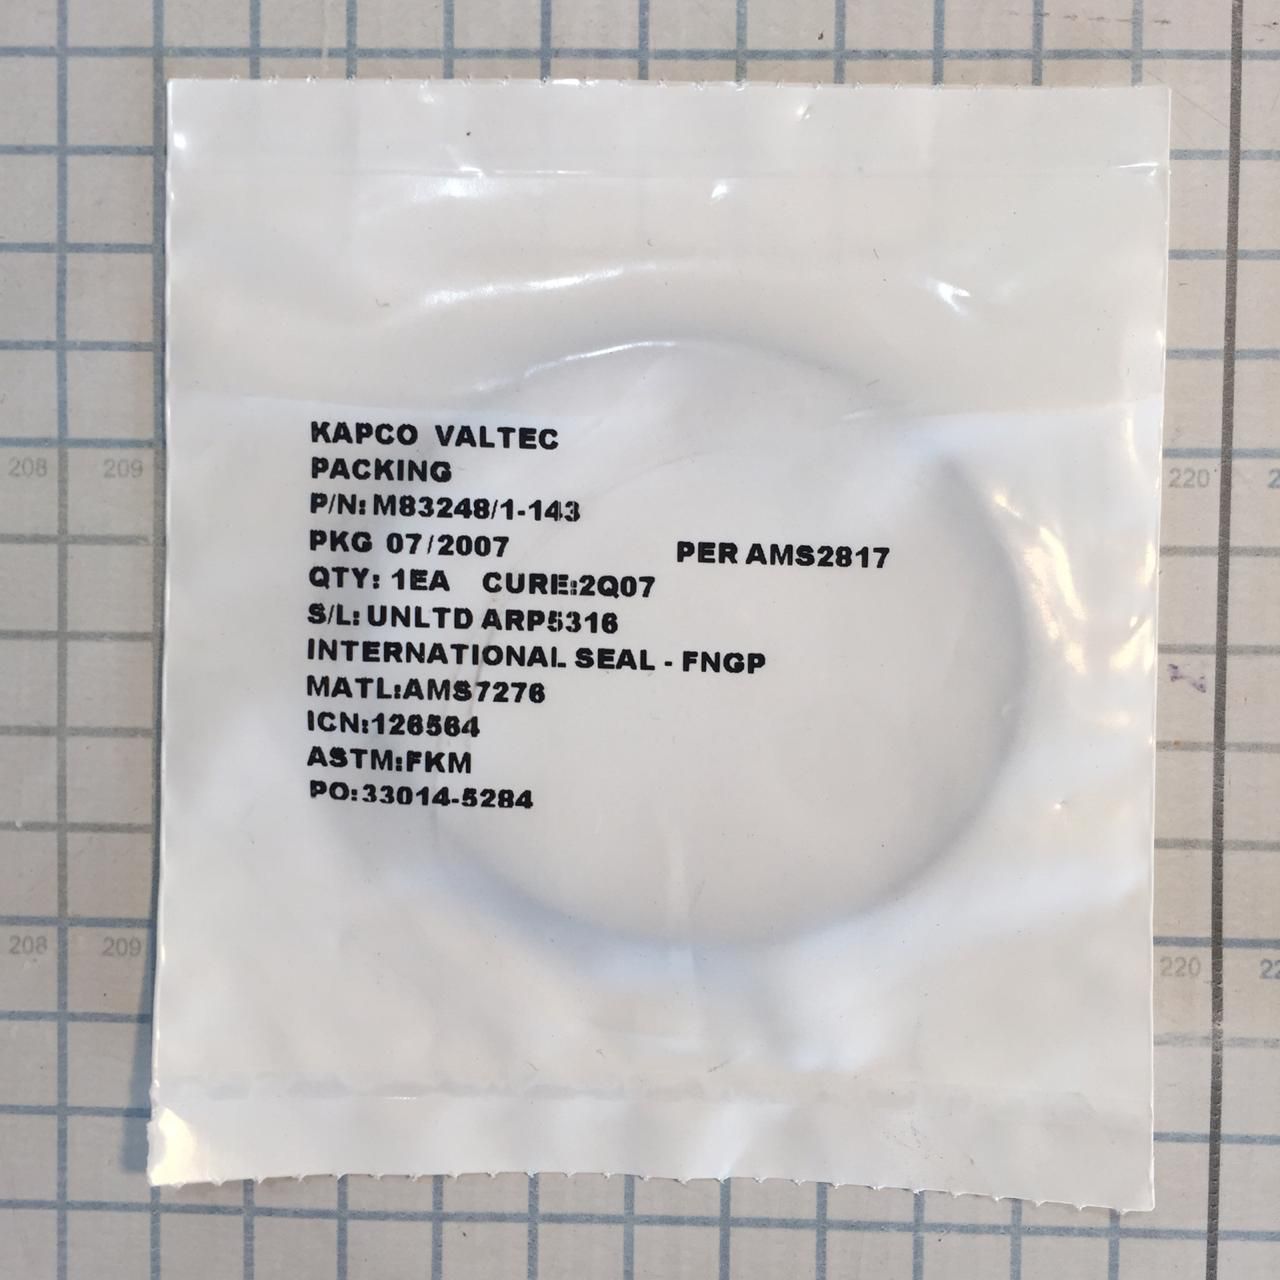 KAPCO VALTEC
PACKING
P/N: M83248/1-143
PKG 07/2007 PER AMS2817
QTY: 1EA CURE:2Q07
S/L: UNLTD ARP5316
INTERNATIONAL SEAL - FNGP
MATL:AMS7276
ICN:126564
ASTM:FKM
PO:33014-5284
208 209 220
208 209 220